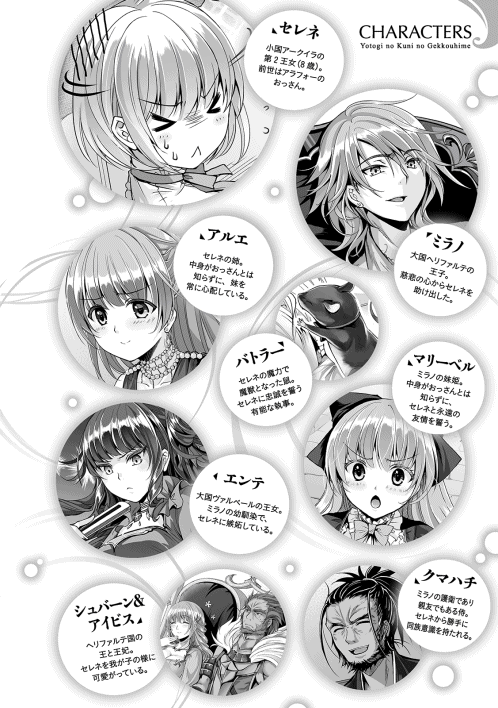 CHARACTERS
Yotogi no Kuni no Gekkouhime
セレネ
小国アークイラの
第2王女(8歳)。
前世はアラフォーの
おっさん。
ミラノ
大国ヘリファルテの
王子。
慈悲の心からセレネを
助け出した。
アルエ
セレネの姉。
中身がおっさんとは
知らずに、妹を
常に心配している。
バトラー
セレネの魔力で
魔獣となった鼠。
セレネに忠誠を誓う
有能な執事。
マリーベル
ミラノの妹姫。
中身がおっさんとは
知らずに、
セレネと永遠の
友情を誓う。
エンテ
大国ヴァルベールの王女。
ミラノの幼馴染で、
セレネに嫉妬している。
クマハチ
ミラノの護衛であり
親友でもある侍。
セレネから勝手に
同族意識を持たれる。
シュバーン&
アイビス
ヘリファルテ国の
王と王妃。
セレネを我が子の様に
可愛がっている。